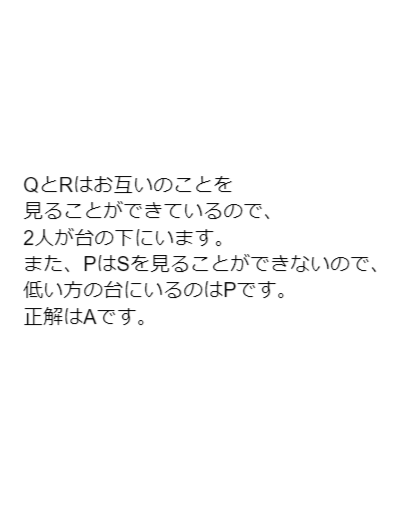 QとRはお互いのことを
見ることができているので、
2人が台の下にいます。
また、PはSを見ることができないので、
低い方の台にいるのはPです。
正解はAです。